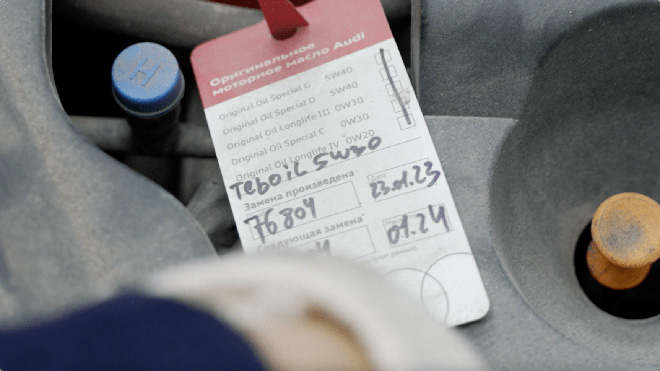 Оригинальное
моторное масло Audi
Original Oil Special G 5W40
Original Oil Special D 5W40
Original Oil Longlife III 0W30
Original Oil Special C 0W30
Original Oil Longlife IV 0W20
Teboil 5W30
Замена произведена Дата
76804 23.01.23
Следующая замена
01.24